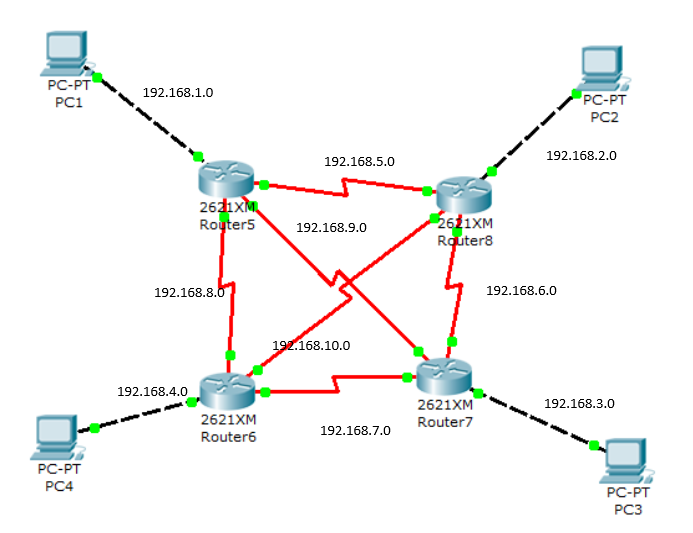 PC-PT
PC1
192.168.1.0
PC-PT
PC2
192.168.2.0
192.168.5.0
2621XM
Router5
2621XM
Router8
192.168.9.0
192.168.8.0
192.168.6.0
192.168.10.0
192.168.4.0
2621XM
Router6
192.168.7.0
2621XM
Router7
192.168.3.0
PC-PT
PC4
PC-PT
PC3